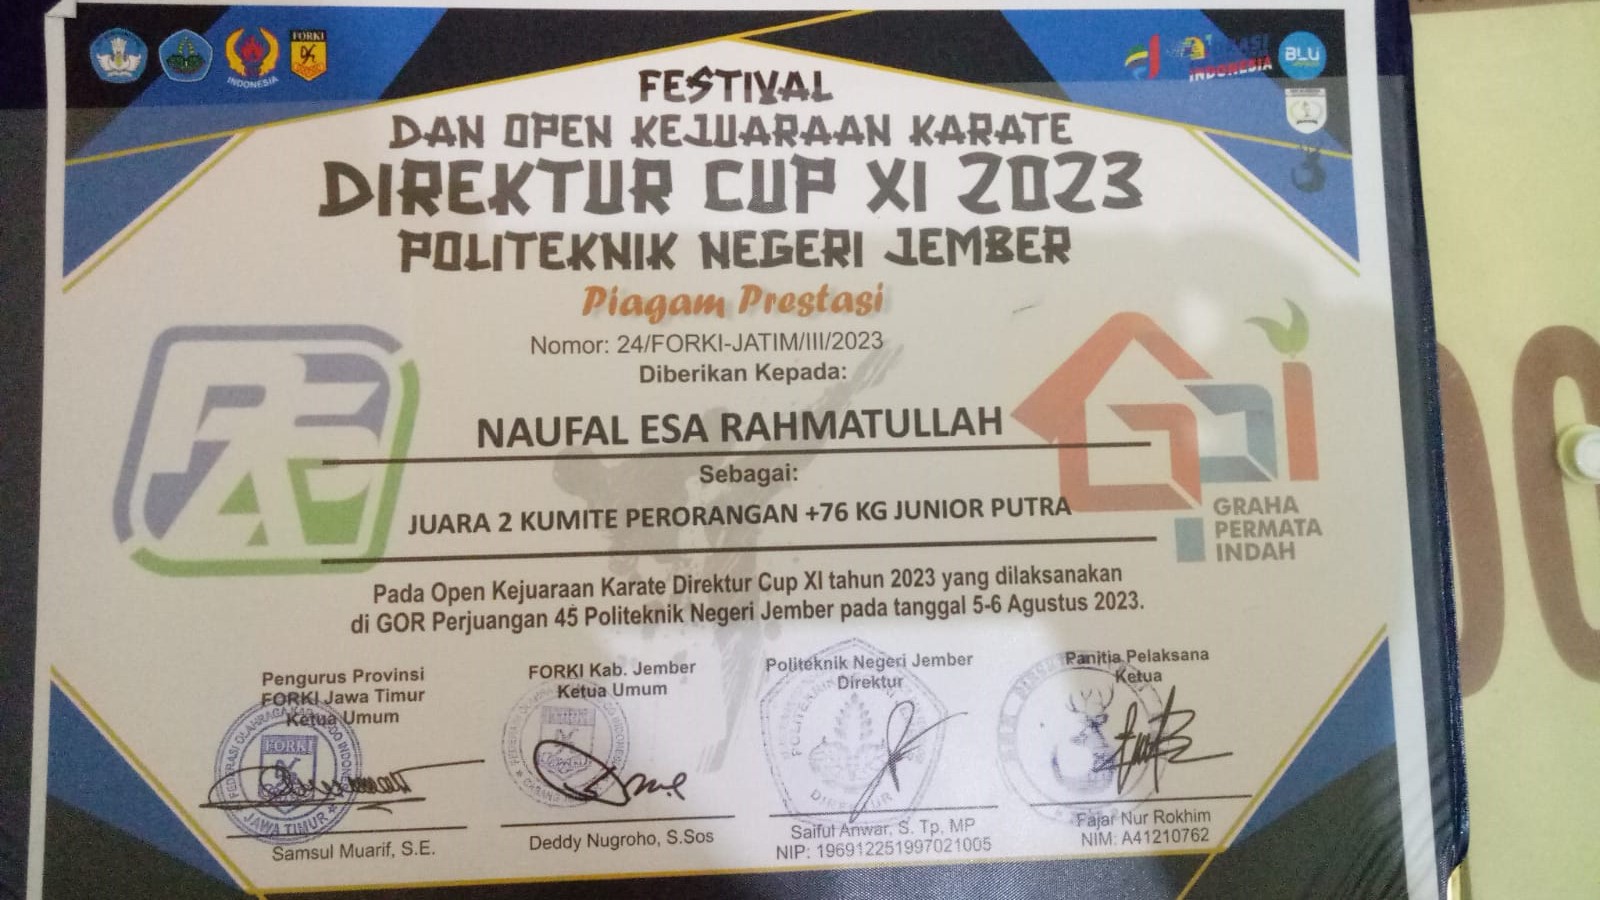 FORKI
INDONESIA
INDONESIA
BLU
FESTIVAL
DAN OPEN KEJUARAAN KARATE
DIREKTUR CUP XI 2023
POLITEKNIK NEGERI JEMBER
Piagam Prestasi
Nomor: 24/FORKI-JATIM/III/2023
Diberikan Kepada:
NAUFAL ESA RAHMATULLAH
Sebagai:
JUARA 2 KUMITE PERORANGAN +76 KG JUNIOR PUTRA
GRAHA
PERMATA
INDAH
Pada Open Kejuaraan Karate Direktur Cup XI tahun 2023 yang dilaksanakan
di GOR Perjuangan 45 Politeknik Negeri Jember pada tanggal 5-6 Agustus 2023.
Pengurus Provinsi
FORKI Jawa Timur
Ketua Umum
FORKI
JAWA TIMUR
Samsul Muarif, S.E.
FORKI Kab. Jember
Ketua Umum
Deddy Nugroho, S.Sos
Politeknik Negeri Jember
Direktur
DIREKTUR
Saiful Anwar, S. Tp, MP
NIP: 196912251997021005
Panitia Pelaksana
Ketua
Fajar Nur Rokhim
NIM: A41210762